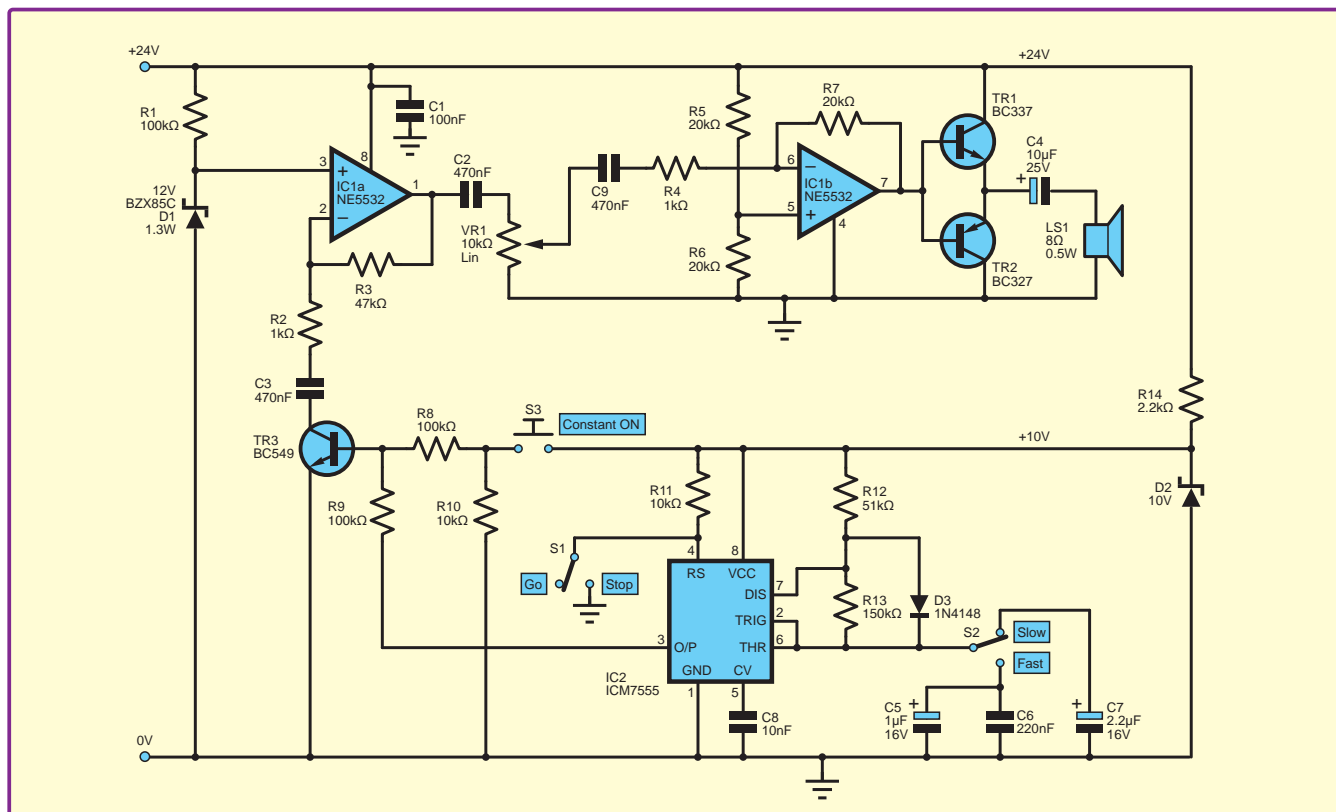 +24V
+24V
R1
100kΩ
C1
100nF
R5
20kΩ
R7
20kΩ
TR1
BC337
C4
10µF
25V
+
12V
BZX85C
D1
1.3W
3
+
8
IC1a
NE5532
1
2
–
C2
470nF
C9
470nF
R4
1kΩ
6
–
IC1b
NE5532
7
5
+
4
VR1
10kΩ
Lin
R3
47kΩ
R6
20kΩ
TR2
BC327
LS1
8Ω
0.5W
R2
1kΩ
C3
470nF
R14
2.2kΩ
TR3
BC549
R8
100kΩ
S3
Constant ON
+10V
R9
100kΩ
R10
10kΩ
R11
10kΩ
R12
51kΩ
D2
10V
S1
Go
Stop
4
RS
8
VCC
7
DIS
2
TRIG
6
THR
3
O/P
GND
1
CV
5
IC2
ICM7555
R13
150kΩ
D3
1N4148
S2
Slow
Fast
C8
10nF
+
C5
1µF
16V
C6
220nF
+
C7
2.2µF
16V
0V